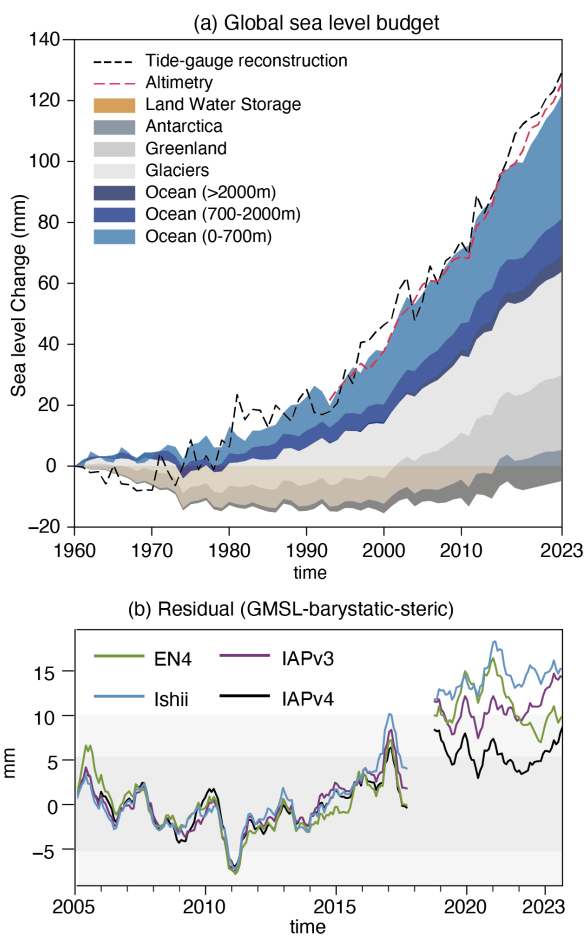 (a) Global sea level budget
140
120
100
80
60
40
20
0
−20
Sea level Change (mm)
Tide-gauge reconstruction
Altimetry
Land Water Storage
Antarctica
Greenland
Glaciers
Ocean (>2000m)
Ocean (700-2000m)
Ocean (0-700m)
1960 1970 1980 1990 2000 2010 2023
time
(b) Residual (GMSL-barystatic-steric)
EN4 IAPv3
Ishii IAPv4
15
10
5
0
−5
mm
2005 2010 2015 2020 2023
time